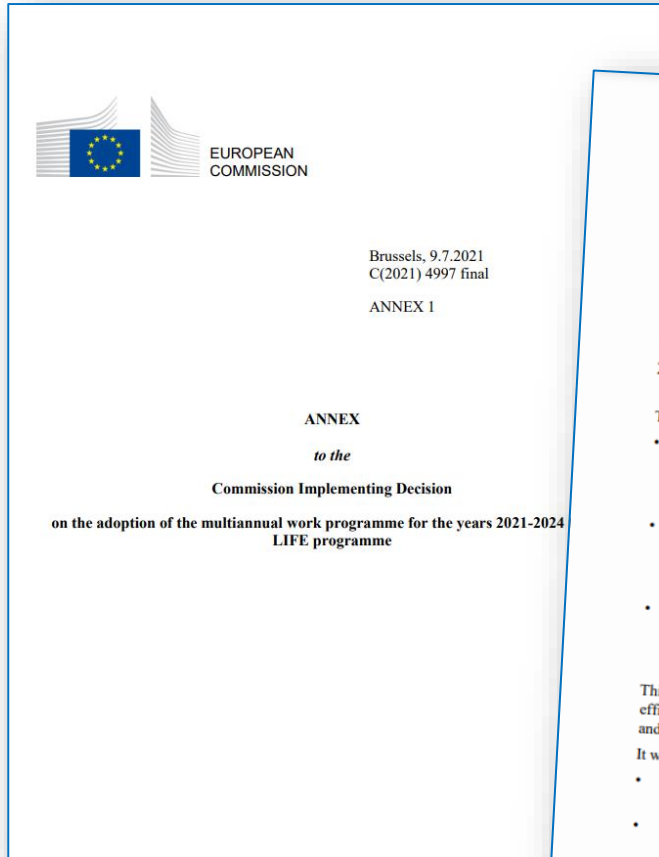 EUROPEAN
COMMISSION
Brussels, 9.7.2021
C(2021) 4997 final
ANNEX 1
ANNEX
to the
Commission Implementing Decision
on the adoption of the multiannual work programme for the years 2021-2024
LIFE programme
and
It w